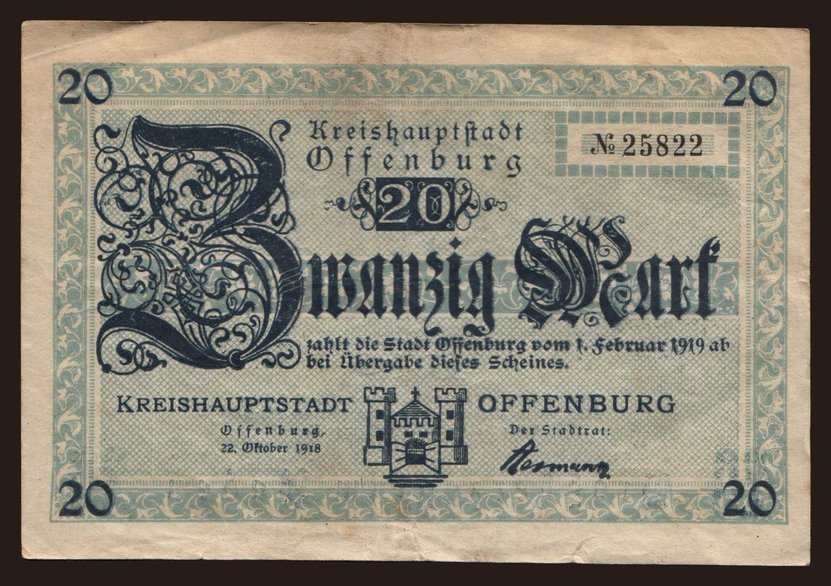 20 20
Kreishauptstadt
Offenburg
№ 25822
20
Zwanzig Mark
zahlt die Stadt Offenburg vom 1. Februar 1919 ab
bei Übergabe dieses Scheines.
KREISHAUPTSTADT OFFENBURG
Offenburg,
22. Oktober 1918
Der Stadtrat:
Hermann
20 20